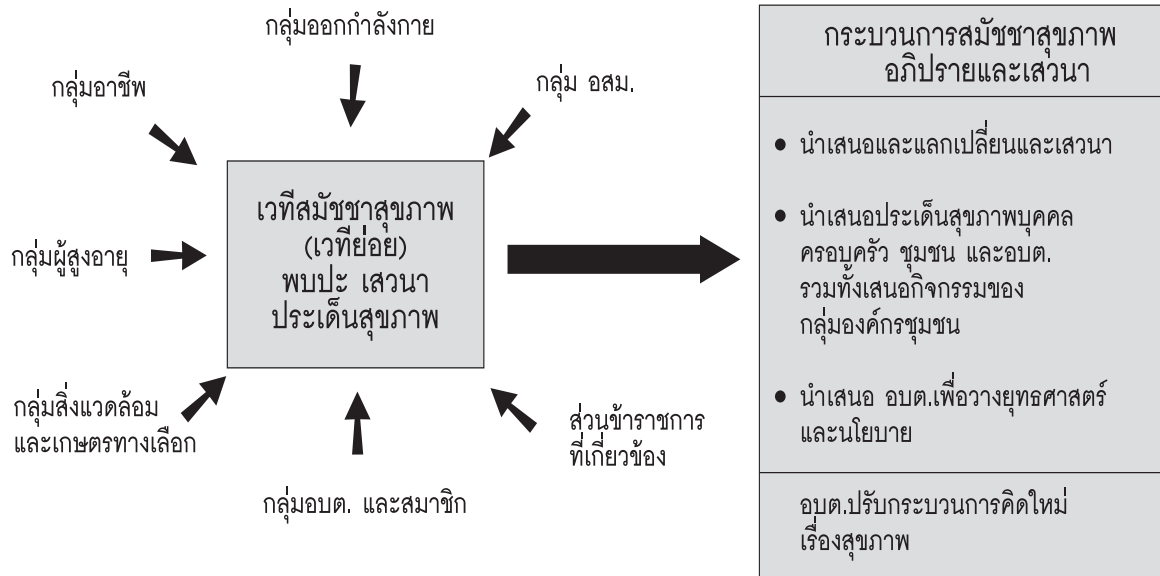 กลุ่มออกกำลังกาย
กลุ่มอาชีพ
กลุ่ม อสม.
กลุ่มผู้สูงอายุ
เวทีสมัชชาสุขภาพ
(เวทีย่อย)
พบปะ เสวนา
ประเด็นสุขภาพ
กลุ่มสิ่งแวดล้อม
และเกษตรทางเลือก
กลุ่มอบต. และสมาชิก
ส่วนข้าราชการ
ที่เกี่ยวข้อง
กระบวนการสมัชชาสุขภาพ
อภิปรายและเสวนา
• นำเสนอและแลกเปลี่ยนและเสวนา
• นำเสนอประเด็นสุขภาพบุคคล
ครอบครัว ชุมชน และอบต.
รวมทั้งเสนอกิจกรรมของ
กลุ่มองค์กรชุมชน
• นำเสนอ อบต.เพื่อวางยุทธศาสตร์
และนโยบาย
อบต.ปรับกระบวนการคิดใหม่
เรื่องสุขภาพ